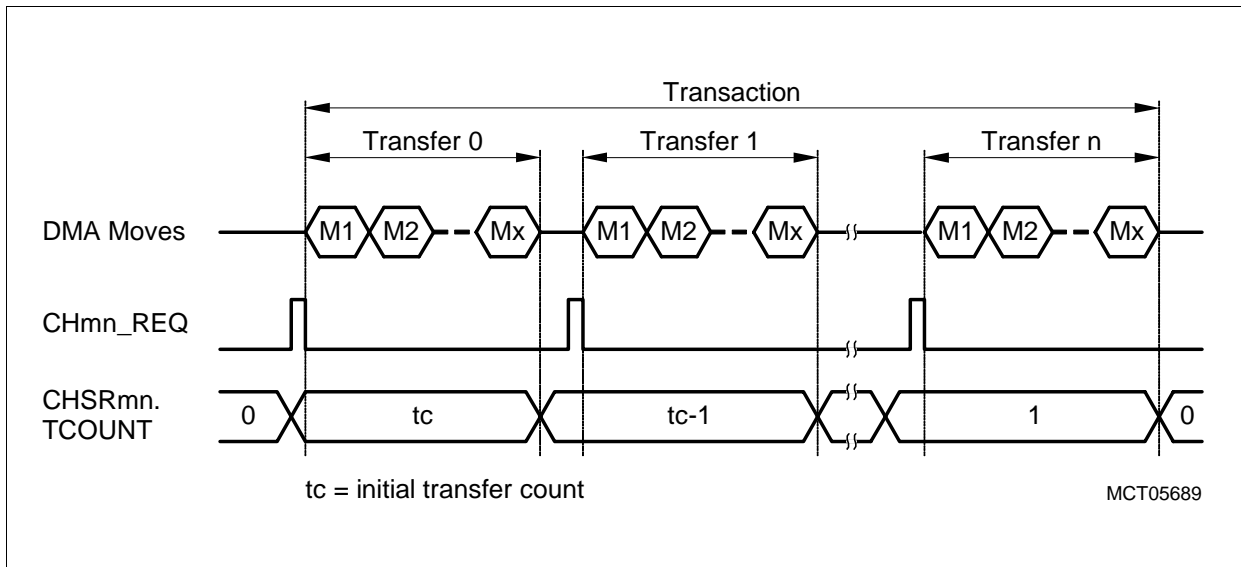 Transaction
Transfer 0 Transfer 1 Transfer n
DMA Moves M1 M2 Mx M1 M2 Mx M1 M2 Mx
CHmn_REQ
CHSRmn.
TCOUNT
0 tc tc-1 1 0
tc = initial transfer count
MCT05689